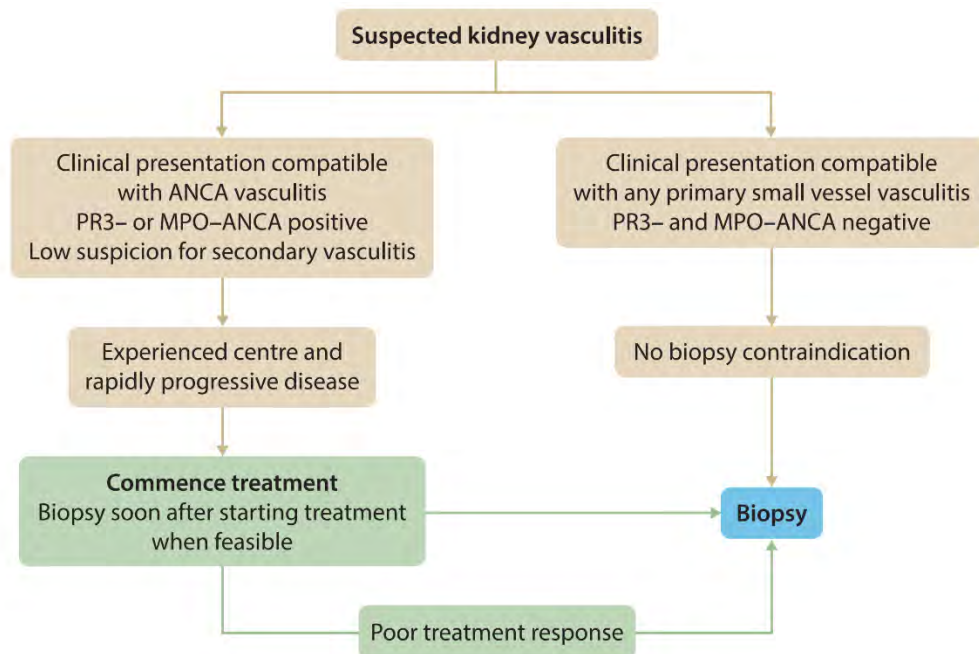 Suspected kidney vasculitis
Clinical presentation compatible
with ANCA vasculitis
PR3– or MPO–ANCA positive
Low suspicion for secondary vasculitis
Clinical presentation compatible
with any primary small vessel vasculitis
PR3– and MPO–ANCA negative
Experienced centre and
rapidly progressive disease
No biopsy contraindication
Commence treatment
Biopsy soon after starting treatment
when feasible
Biopsy
Poor treatment response